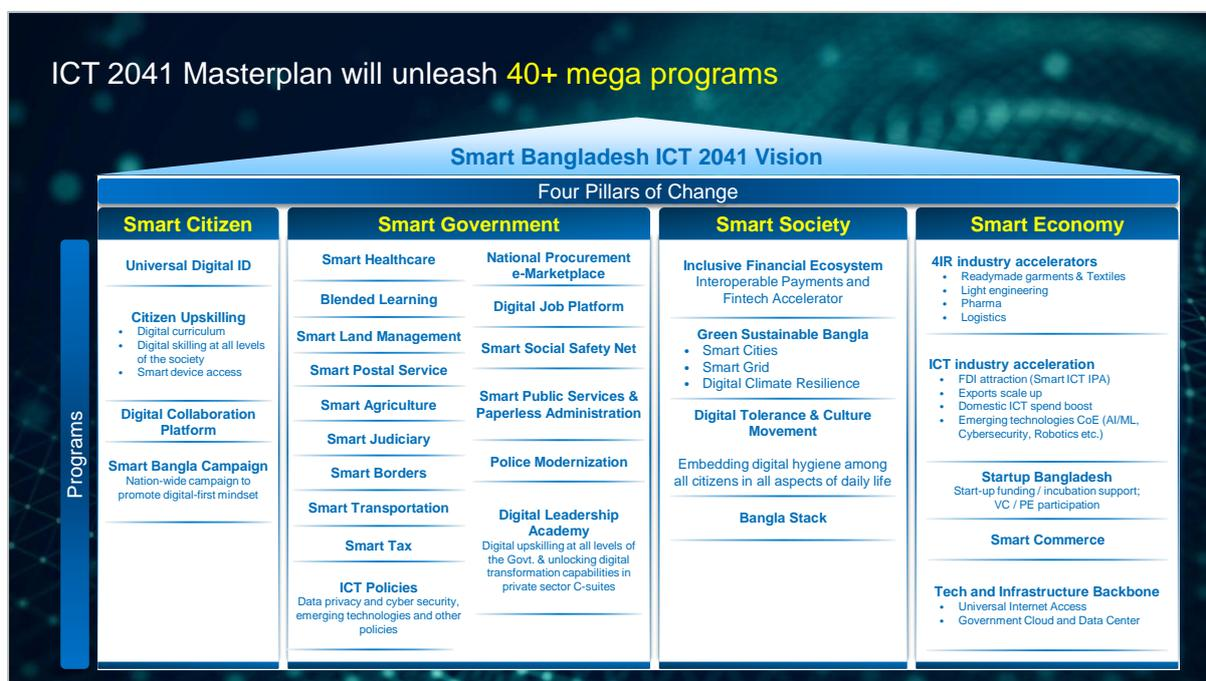 ICT 2041 Masterplan will unleash 40+ mega programs
Smart Bangladesh ICT 2041 Vision
Four Pillars of Change
Programs
Smart Citizen
Universal Digital ID
Citizen Upskilling
• Digital curriculum
• Digital skilling at all levels
of the society
• Smart device access
Digital Collaboration
Platform
Smart Bangla Campaign
Nation-wide campaign to
promote digital-first mindset
Smart Government
Smart Healthcare
Blended Learning
Smart Land Management
Smart Postal Service
Smart Agriculture
Smart Judiciary
Smart Borders
Smart Transportation
Smart Tax
ICT Policies
Data privacy and cyber security,
emerging technologies and other
policies
National Procurement
e-Marketplace
Digital Job Platform
Smart Social Safety Net
Smart Public Services &
Paperless Administration
Police Modernization
Digital Leadership
Academy
Digital upskilling at all levels of
the Govt. & unlocking digital
transformation capabilities in
private sector C-suites
Smart Society
Inclusive Financial Ecosystem
Interoperable Payments and
Fintech Accelerator
Green Sustainable Bangla
• Smart Cities
• Smart Grid
• Digital Climate Resilience
Digital Tolerance & Culture
Movement
Embedding digital hygiene among
all citizens in all aspects of daily life
Bangla Stack
Smart Economy
4IR industry accelerators
• Readymade garments & Textiles
• Light engineering
• Pharma
• Logistics
ICT industry acceleration
• FDI attraction (Smart ICT IPA)
• Exports scale up
• Domestic ICT spend boost
• Emerging technologies CoE (AI/ML,
Cybersecurity, Robotics etc.)
Startup Bangladesh
Start-up funding / incubation support;
VC / PE participation
Smart Commerce
Tech and Infrastructure Backbone
• Universal Internet Access
• Government Cloud and Data Center